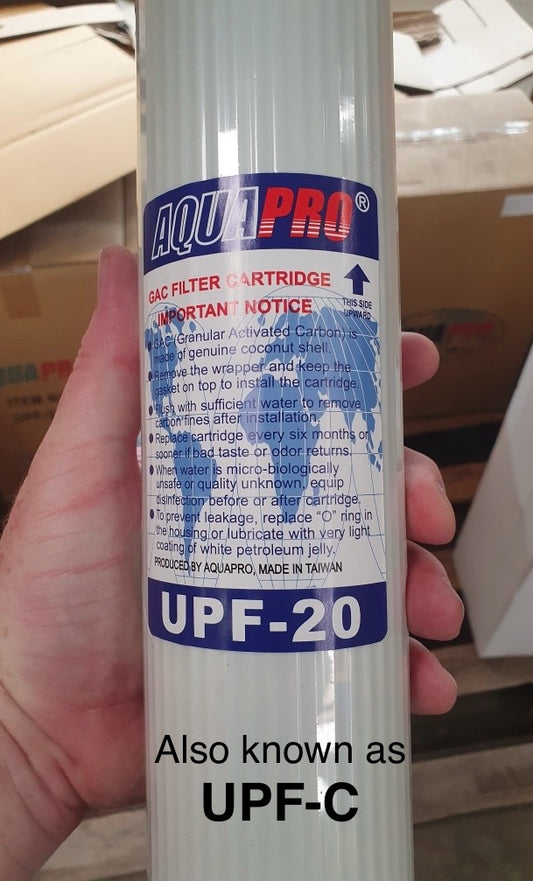 AQUAPRO®
GAC FILTER CARTRIDGE
IMPORTANT NOTICE
THIS SIDE
UPWARD
● GAC (Granular Activated Carbon) is
made of genuine coconut shell.
● Remove the wrapper and keep the
gasket on top to install the cartridge.
● Flush with sufficient water to remove
carbon fines after installation.
● Replace cartridge every six months or
sooner if bad taste or odor returns.
● When water is micro-biologically
unsafe or quality unknown, equip
disinfection before or after cartridge.
● To prevent leakage, replace "O" ring in
the housing or lubricate with very light
coating of white petroleum jelly.
PRODUCED BY AQUAPRO, MADE IN TAIWAN
UPF-20
Also known as
UPF-C